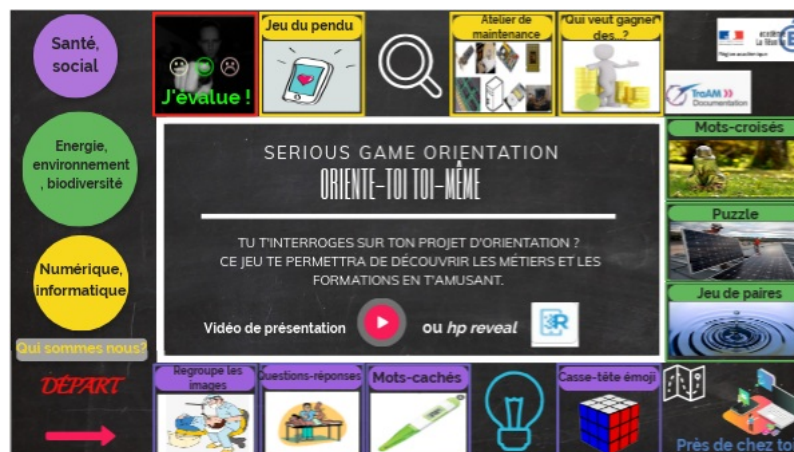 Santé,
social
Energie,
environnement
, biodiversité
Numérique,
informatique
Qui sommes nous?
DÉPART
J'évalue !
Jeu du pendu
Atelier de
maintenance
Qui veut gagner
des..?
TraAM
Documentation
SERIOUS GAME ORIENTATION
ORIENTE-TOI TOI-MÊME
TU T'INTERROGES SUR TON PROJET D'ORIENTATION ?
CE JEU TE PERMETTRA DE DÉCOUVRIR LES MÉTIERS ET LES
FORMATIONS EN T'AMUSANT.
Vidéo de présentation
ou hp reveal
Mots-croisés
Puzzle
Jeu de paires
Regroupe les
images
Questions-réponses
Mots-cachés
Casse-tête émoji
Près de chez to